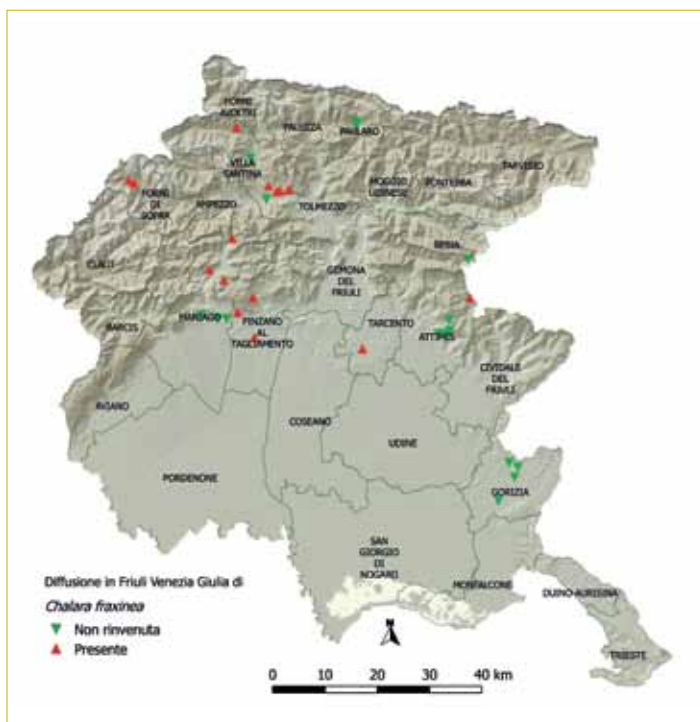 FORNI
AVOLTRI
PALUZZA
PAULARO
VILLA
SANTINA
TARVISIO
MOGGIO
UDINESE
PONTEBBA
FORNI
DI
SOPRA
AMPEZZO
TOLMEZZO
RESIA
CLAUT
GEMONA
DEL
FRIULI
BARCIS
MANIAGO
PINZANO
AL
TAGLIAMENTO
TARCENTO
ATTIMIS
CIVIDALE
DEL
FRIULI
AVIANO
COSEANO
UDINE
PORDENONE
GORIZIA
SAN
GIORGIO
DI
NOGARO
MONFALCONE
DUINO-AURISINA
TRIESTE
Diffusione in Friuli Venezia Giulia di
Chalara fraxinea
Non rinvenuta
Presente
0 10 20 30 40 km